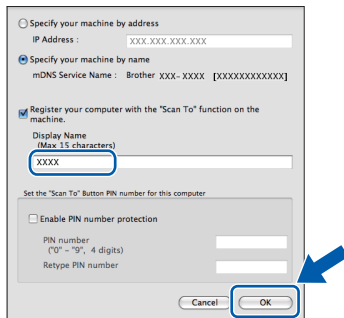 Specify your machine by address
IP Address : XXX.XXX.XXX.XXX
Specify your machine by name
mDNS Service Name : Brother XXX-XXXX [XXXXXXXXXXXX]
Register your computer with the "Scan To" function on the
machine.
Display Name
(Max 15 characters)
XXXX
Set the "Scan To" Button PIN number for this computer
Enable PIN number protection
PIN number
("0" – "9", 4 digits)
Retype PIN number
Cancel OK